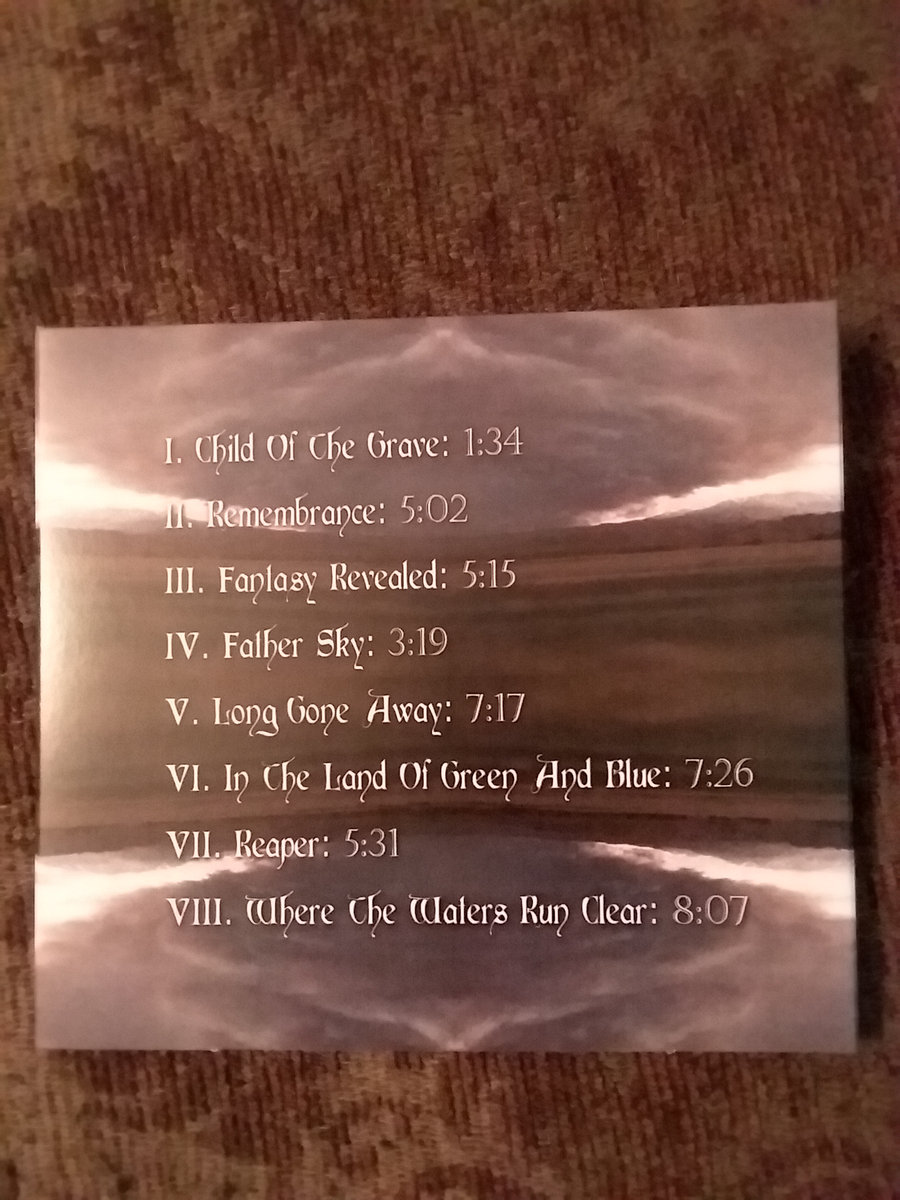 I. Child Of The Grave: 1:34
II. Remembrance: 5:02
III. Fantasy Revealed: 5:15
IV. Father Sky: 3:19
V. Long Gone Away: 7:17
VI. In The Land Of Green And Blue: 7:26
VII. Reaper: 5:31
VIII. Where The Waters Run Clear: 8:07